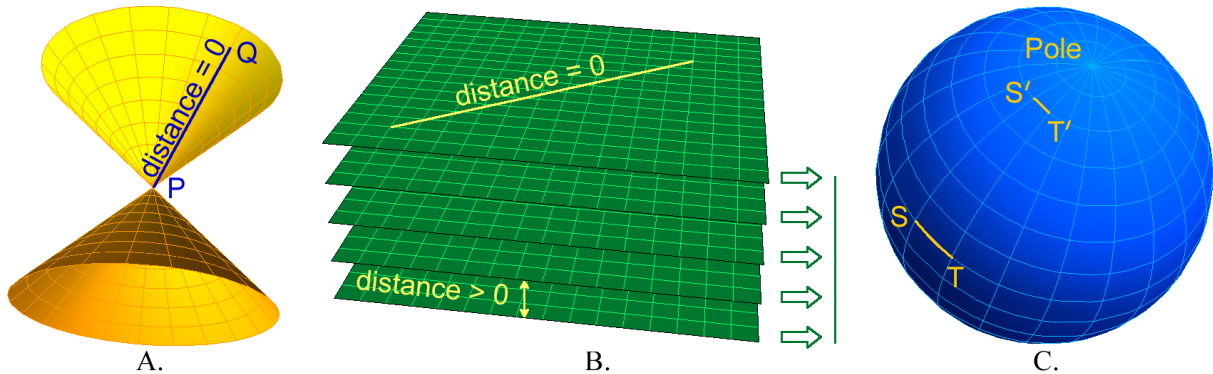 distance = 0
Q
P
A.
distance = 0
distance > 0
B.
Pole
S′
T′
S
T
C.